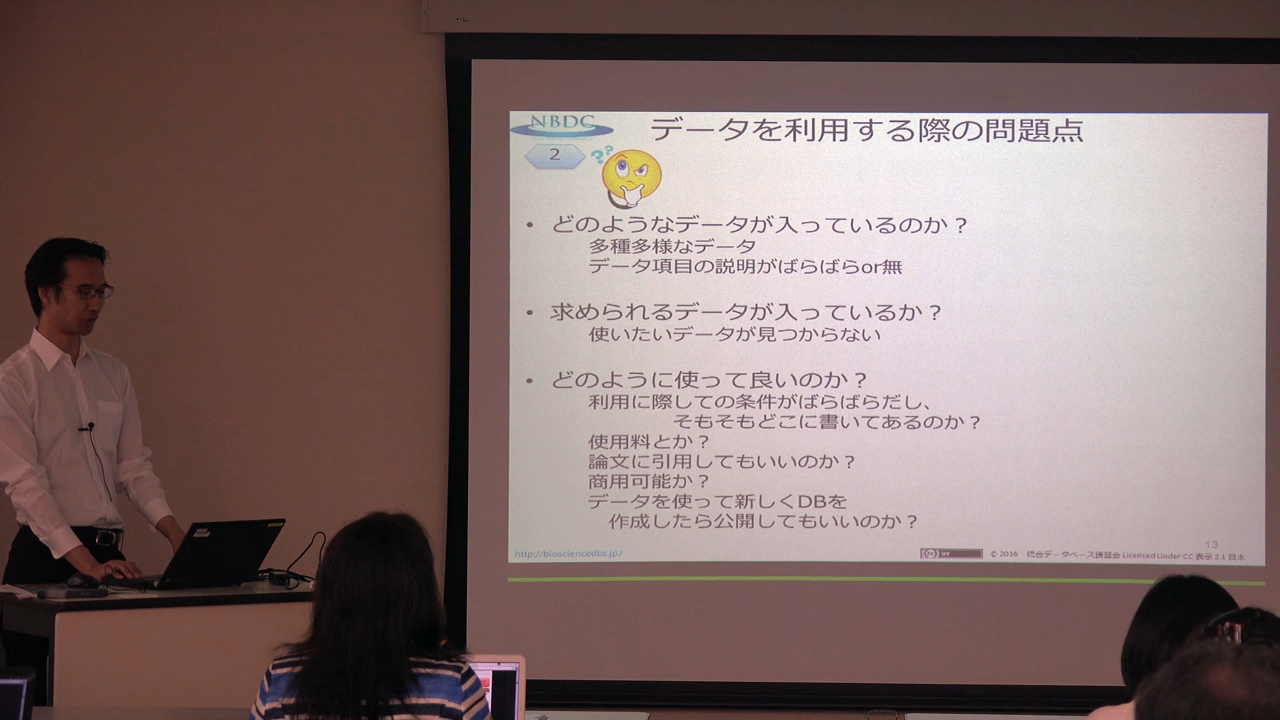 NBDC
データを利用する際の問題点
2
??
• どのようなデータが入っているのか？
多種多様なデータ
データ項目の説明がばらばらor無
• 求められるデータが入っているか？
使いたいデータが見つからない
• どのように使って良いのか？
利用に際しての条件がばらばらだし、
そもそもどこに書いてあるのか？
使用料とか？
論文に引用してもいいのか？
商用可能か？
データを使って新しくDBを
作成したら公開してもいいのか？
13
http://biosciencedbc.jp/
cc BY © 2016 統合データベース講習会 Licensed Under CC 表示 2.1 日本